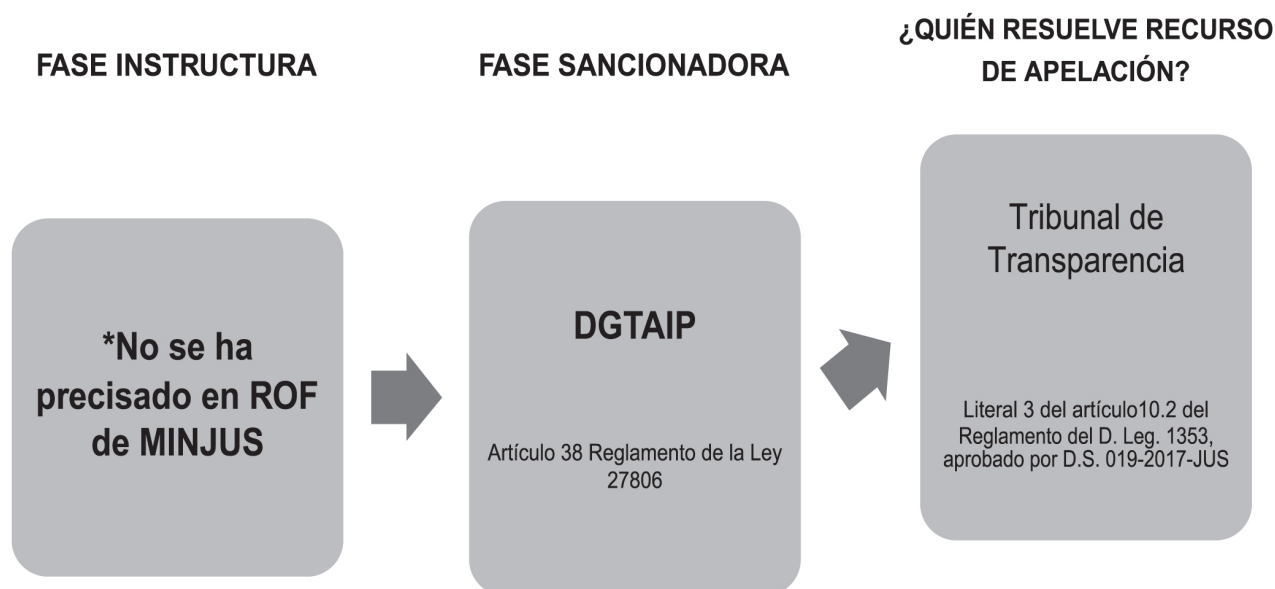 FASE INSTRUCTURA
FASE SANCIONADORA
¿QUIÉN RESUELVE RECURSO
DE APELACIÓN?
*No se ha
precisado en ROF
de MINJUS
DGTAIP
Artículo 38 Reglamento de la Ley
27806
Tribunal de
Transparencia
Literal 3 del artículo10.2 del
Reglamento del D. Leg. 1353,
aprobado por D.S. 019-2017-JUS